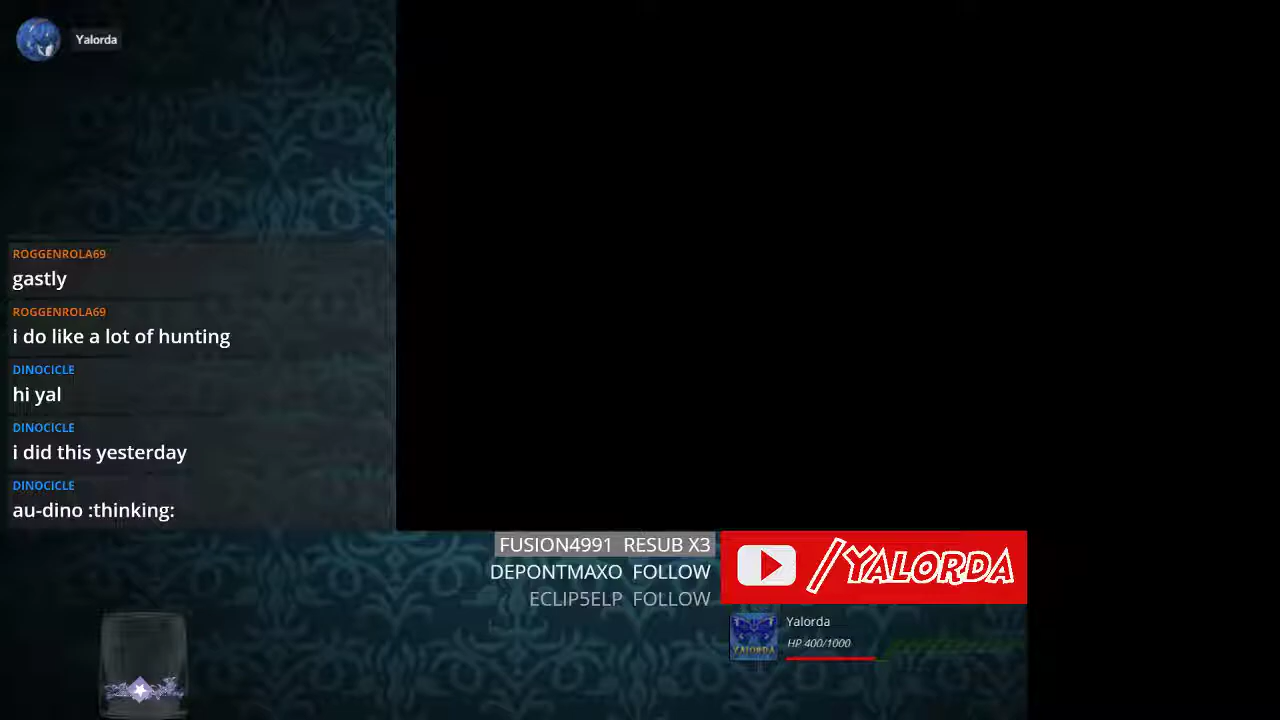 Yalorda
ROGGENROLA69
gastly
ROGGENROLA69
i do like a lot of hunting
DINOCICLE
hi yal
DINOCICLE
i did this yesterday
DINOCICLE
au-dino :thinking:
FUSION4991 RESUB X3
DEPONTMAXO FOLLOW
ECLIP5ELP FOLLOW
/YALORDA
Yalorda
HP 400/1000
YALORDA